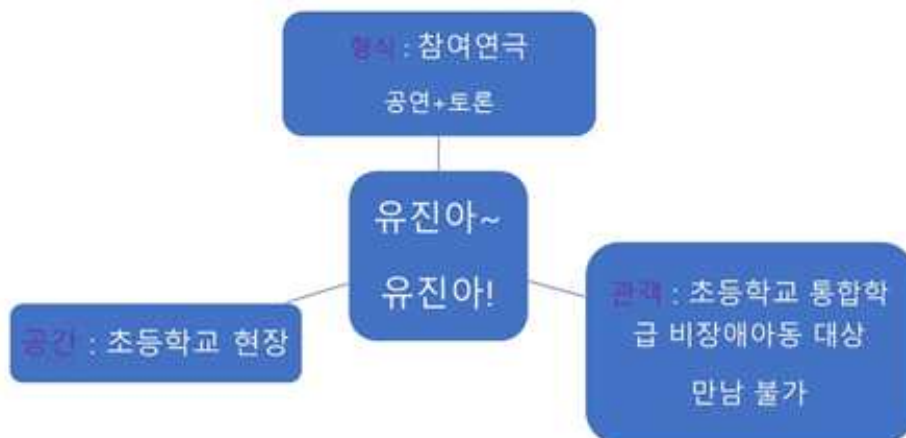 형식 : 참여연극
공연+토론
유진아~
유진아!
공간 : 초등학교 현장
관객 : 초등학교 통합학
급 비장애아동 대상
만남 불가